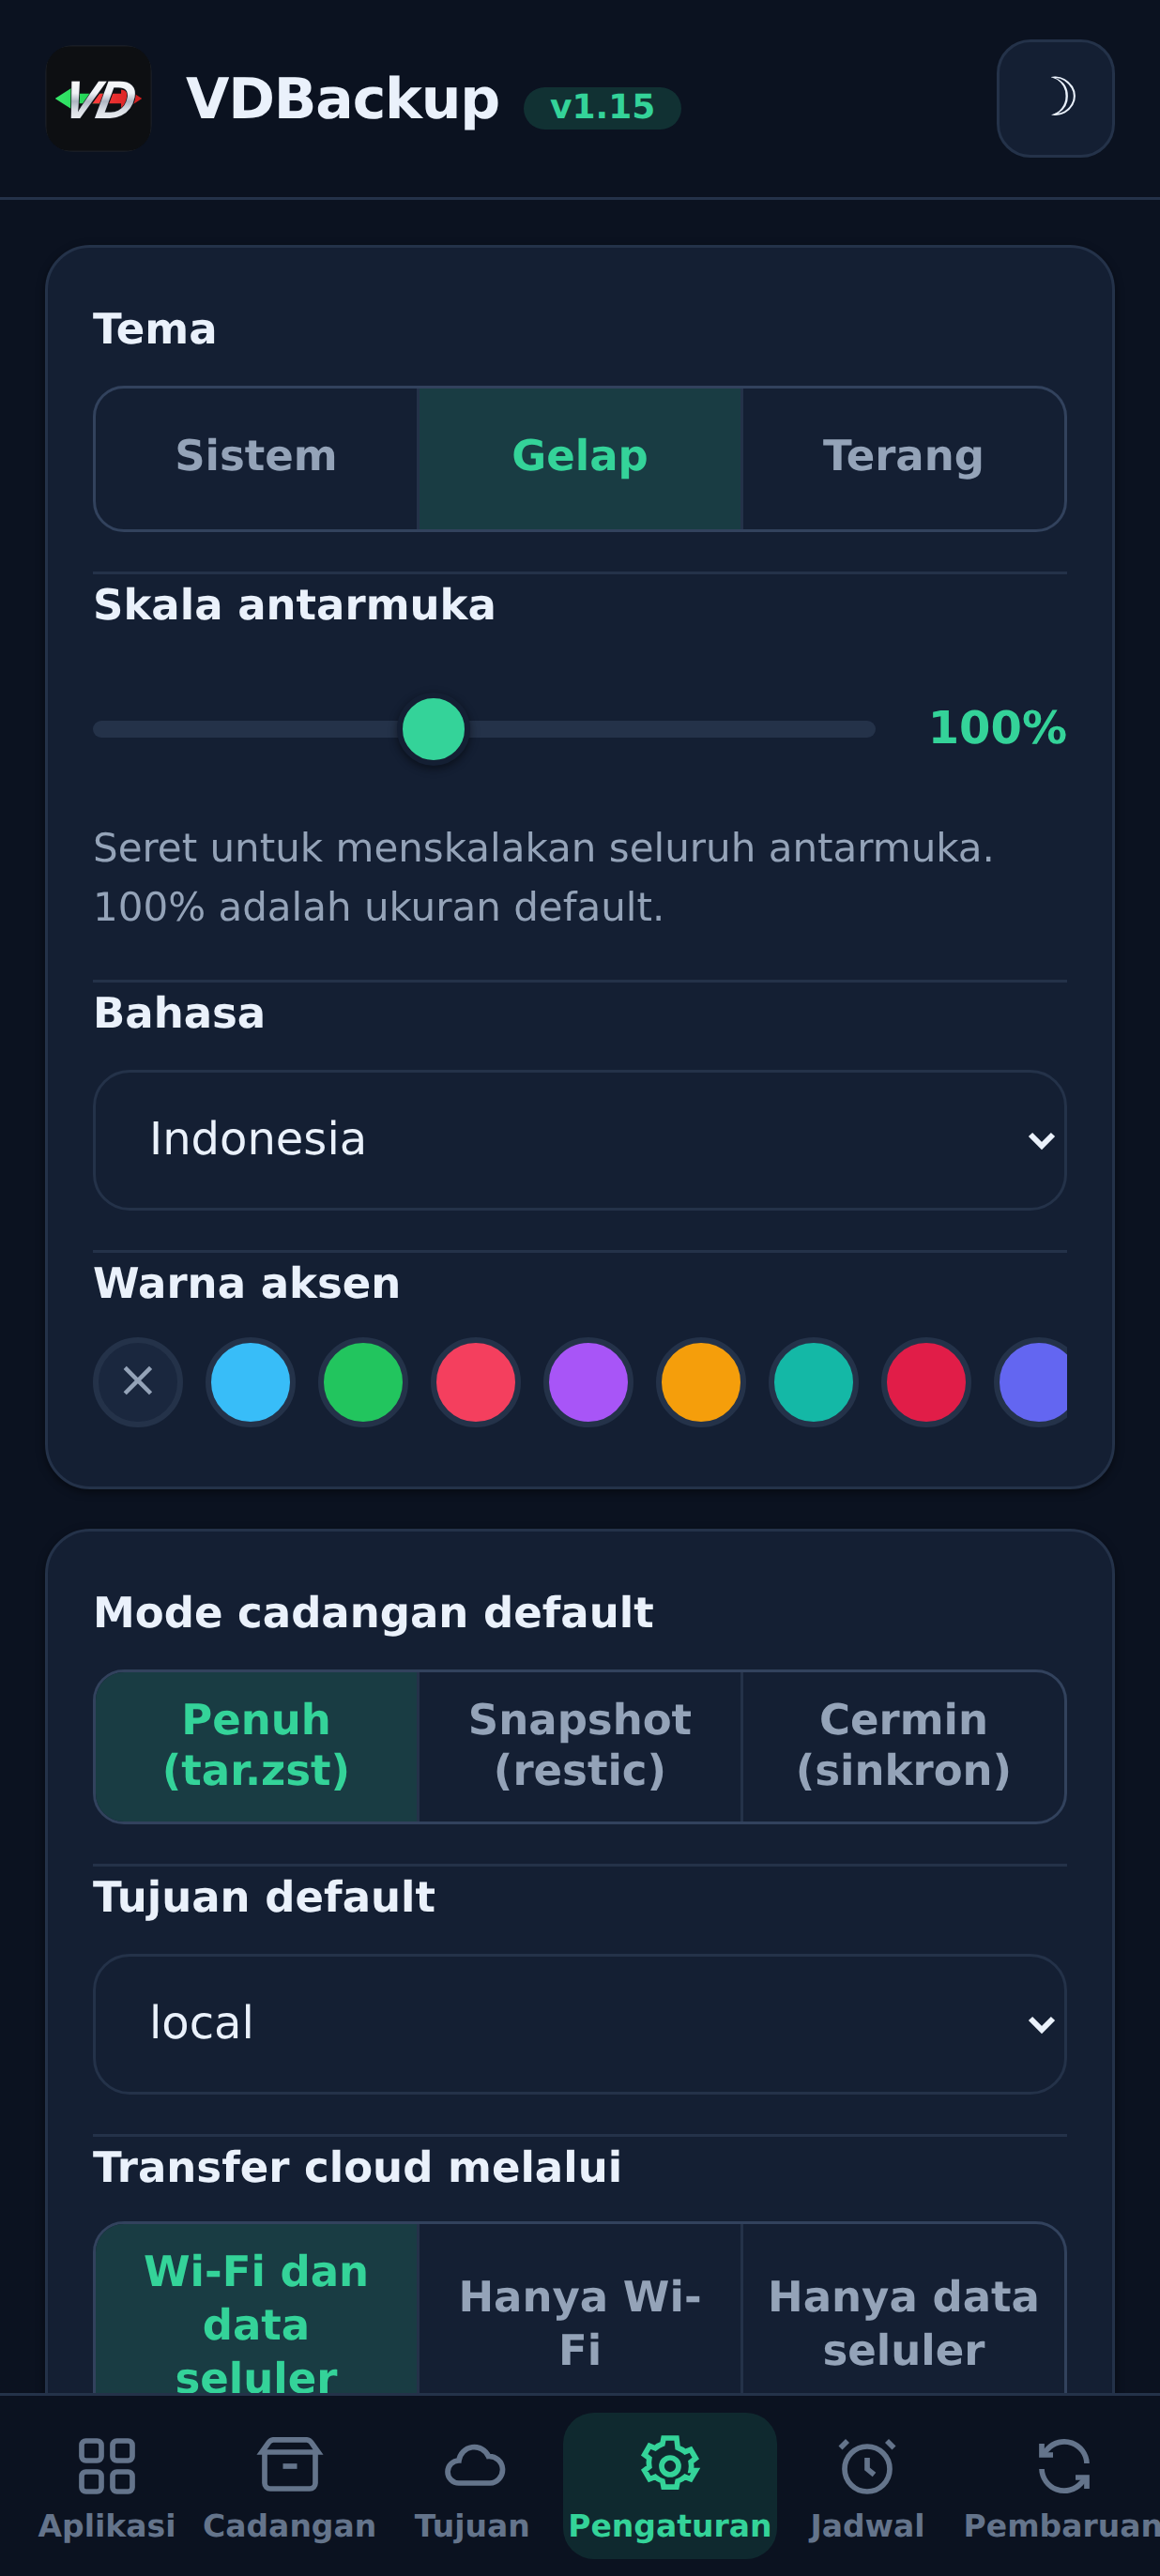 VD
VDBackup v1.15
Tema
Sistem Gelap Terang
Skala antarmuka
100%
Seret untuk menskalakan seluruh antarmuka.
100% adalah ukuran default.
Bahasa
Indonesia
Warna aksen
Mode cadangan default
Penuh
(tar.zst)
Snapshot
(restic)
Cermin
(sinkron)
Tujuan default
local
Transfer cloud melalui
Wi-Fi dan
data
seluler
Hanya Wi-
Fi
Hanya data
seluler
Aplikasi Cadangan Tujuan Pengaturan Jadwal Pembaruan